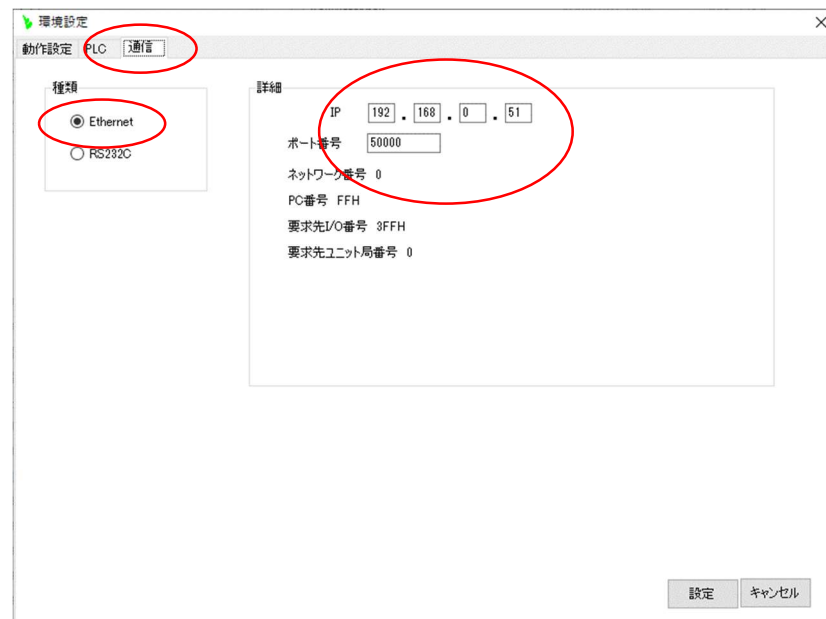 環境設定
動作設定 PLC 通信
種類
Ethernet
RS232C
詳細
IP 192 . 168 . 0 . 51
ポート番号 50000
ネットワーク番号 0
PC番号 FFH
要求先I/O番号 3FFH
要求先ユニット局番号 0
設定 キャンセル